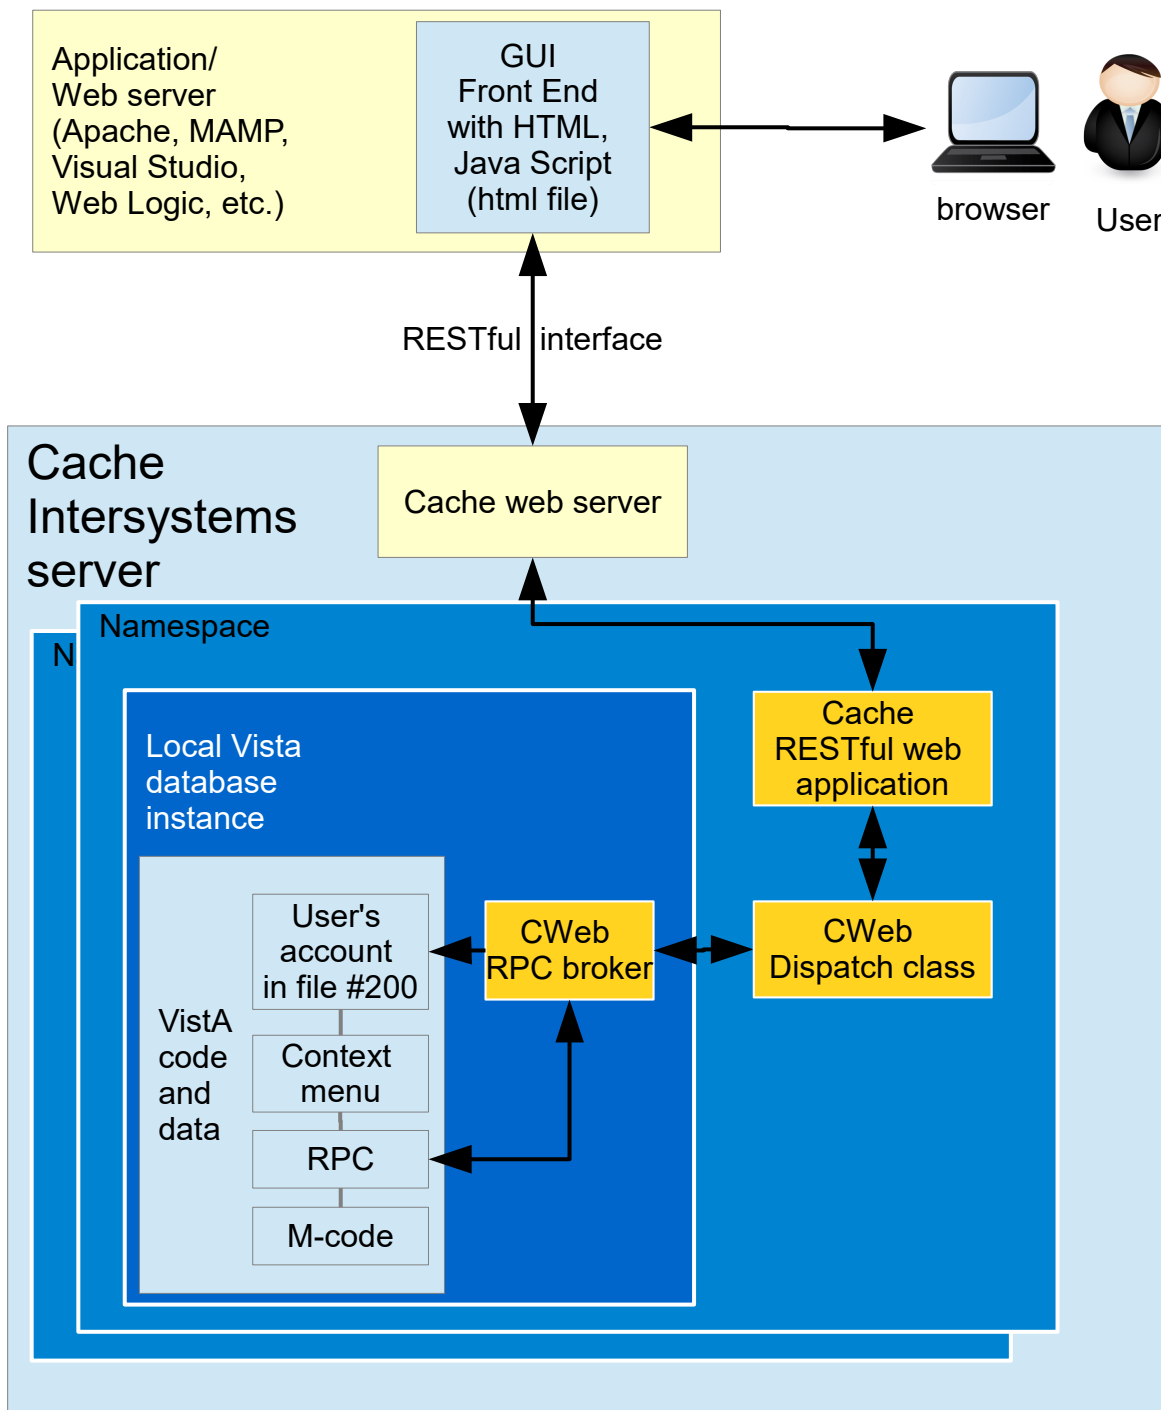 Application/
Web server
(Apache, MAMP,
Visual Studio,
Web Logic, etc.)
GUI
Front End
with HTML,
Java Script
(html file)
browser
User
RESTful interface
Cache
Intersystems
server
Cache web server
Namespace
N
Local Vista
database
instance
Cache
RESTful web
application
User's
account
in file #200
CWeb
RPC broker
CWeb
Dispatch class
VistA
code
and
data
Context
menu
RPC
M-code